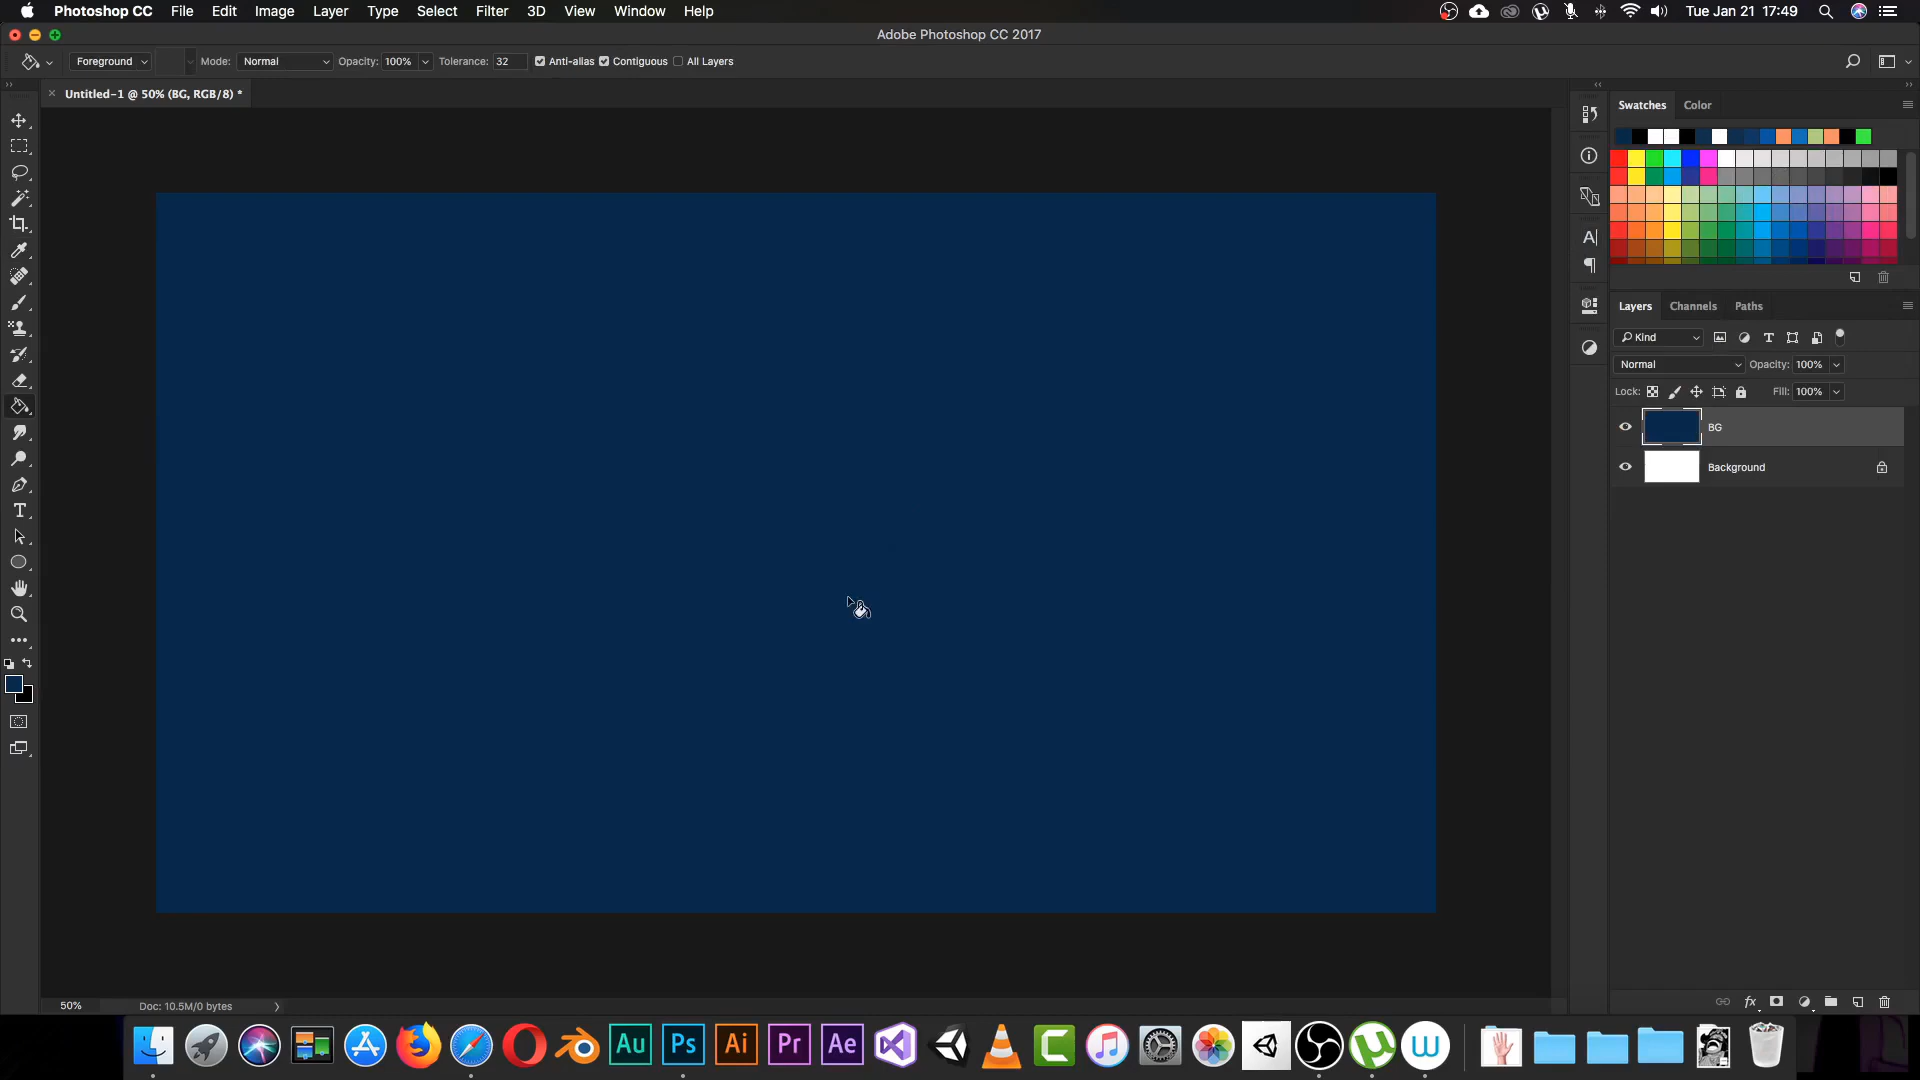 Photoshop CC File Edit Image Layer Type Select Filter 3D View Window Help Tue Jan 21 17:49
Adobe Photoshop CC 2017
Foreground Mode: Normal Opacity: 100% Tolerance: 32 Anti-alias Contiguous All Layers
Untitled-1 @ 50% (BG, RGB/8) *
Swatches Color
Layers Channels Paths
Kind
Normal Opacity: 100%
Lock: Fill: 100%
BG
Background
50% Doc: 10.5M/0 bytes
fx
Au Ps Ai Pr Ae